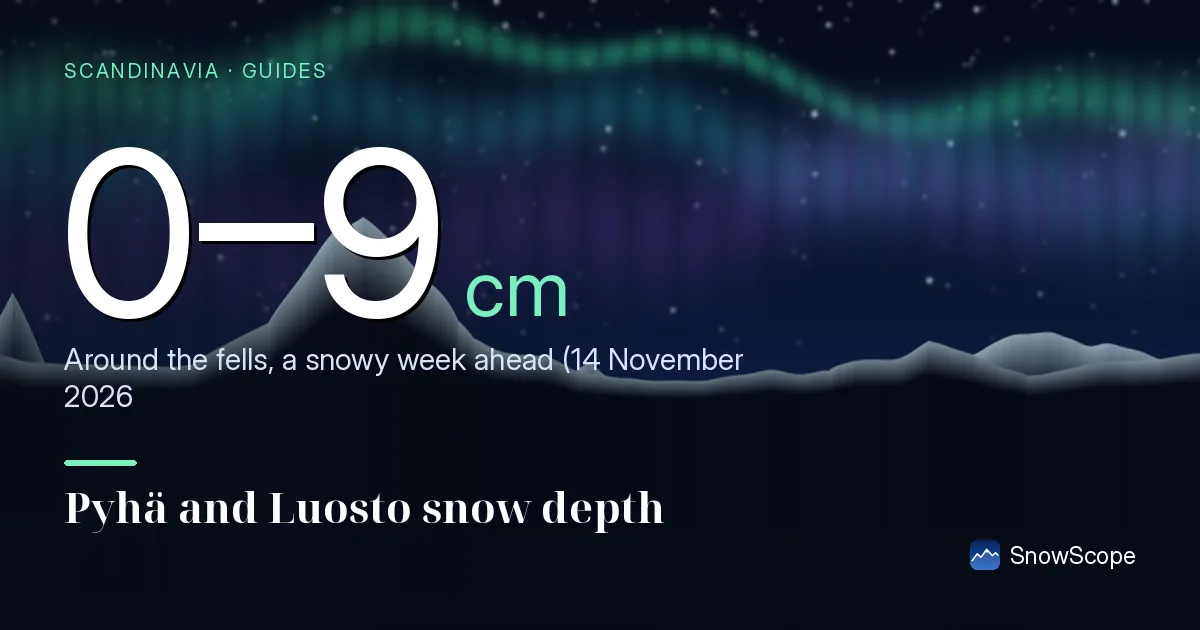 SCANDINAVIA · GUIDES
0–9 cm
Around the fells, a snowy week ahead (14 November
2026
Pyhä and Luosto snow depth
SnowScope